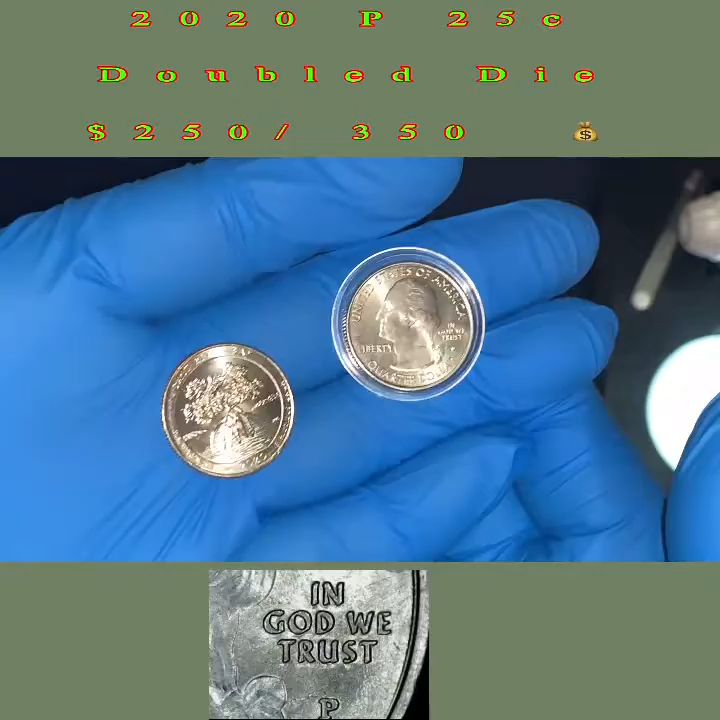 2020 P 25c
Doubled Die
$250/ 350 💰
UNITED STATES OF AMERICA
LIBERTY
IN
GOD WE
TRUST
P
QUARTER DOLLAR
IN
GOD WE
TRUST
P